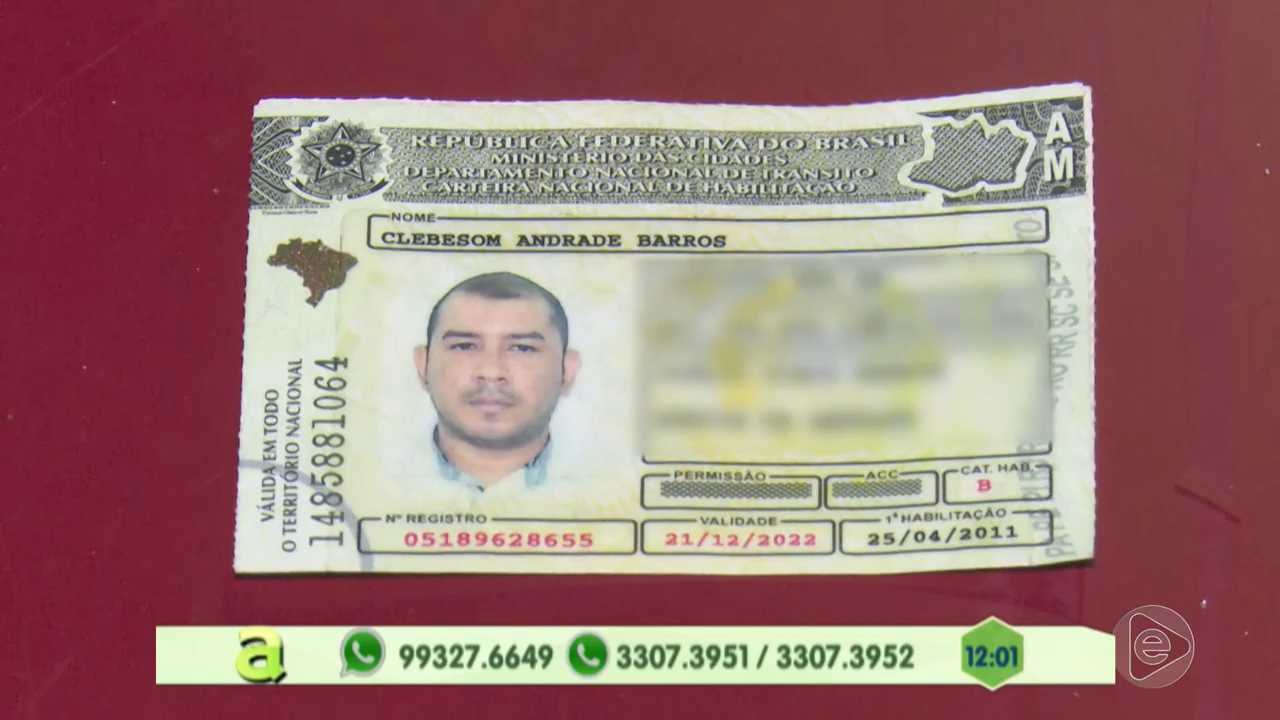 REPÚBLICA FEDERATIVA DO BRASIL
MINISTÉRIO DAS CIDADES
DEPARTAMENTO NACIONAL DE TRÂNSITO
CARTEIRA NACIONAL DE HABILITAÇÃO
AM
NOME
CLEBESOM ANDRADE BARROS
VÁLIDA EM TODO
O TERRITÓRIO NACIONAL
1485881064
PERMISSÃO
ACC
CAT. HAB.
B
Nº REGISTRO
05189628655
VALIDADE
21/12/2022
1ª HABILITAÇÃO
25/04/2011
a
99327.6649
3307.3951 / 3307.3952
12:01
e